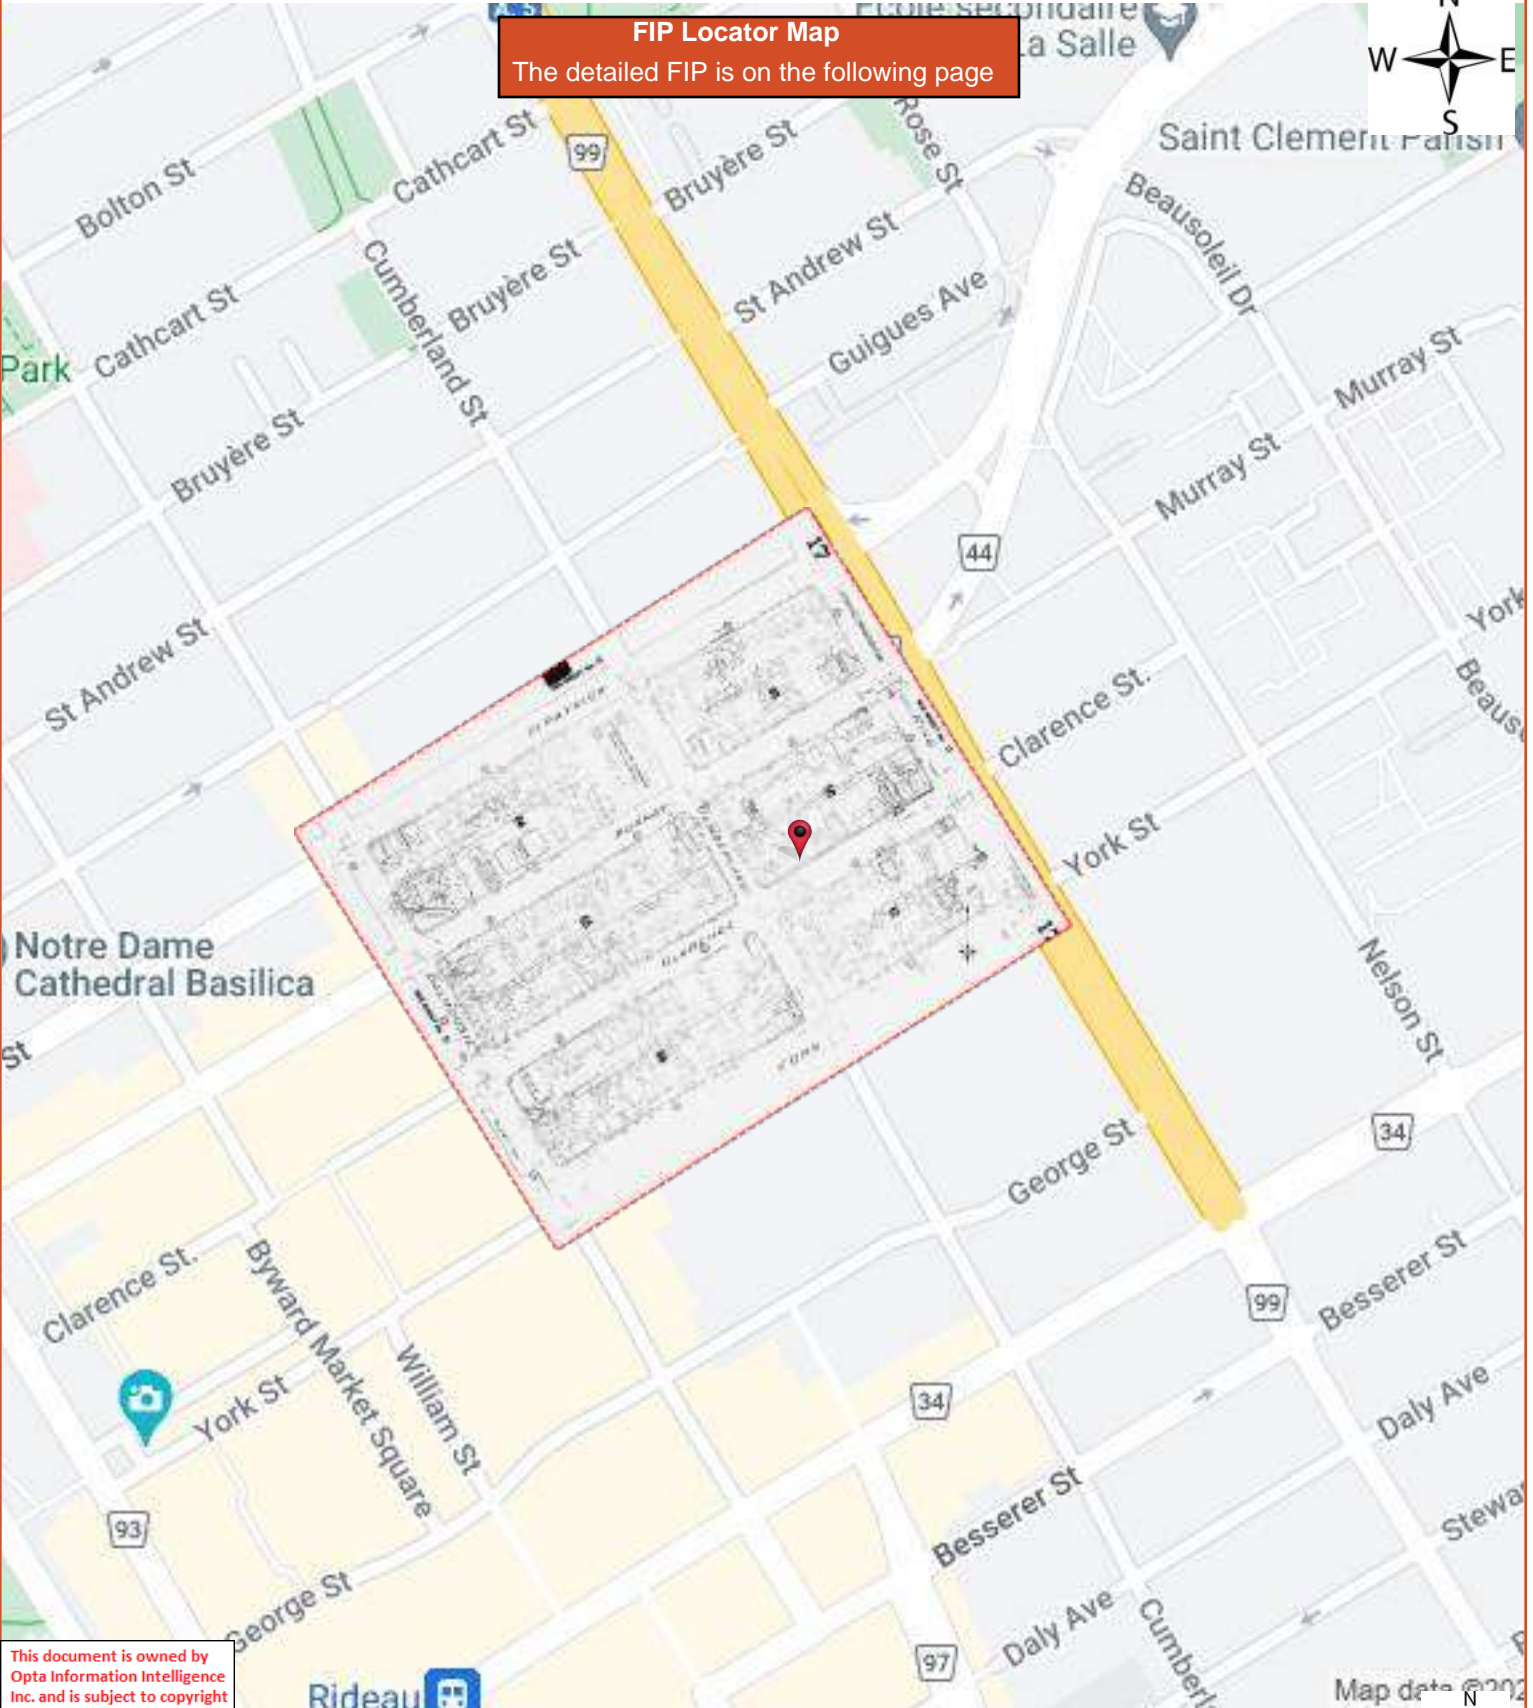 FIP Locator Map
The detailed FIP is on the following page
La Salle
N
W
E
S
99
Cathcart St
Bolton St
Bruyère St
Rose St
Saint Clement Parish
Beausoleil Dr
St Andrew St
Bruyère St
Cumberland St
Cathcart St
Park
Guigues Ave
Murray St
Bruyère St
Murray St
44
17
York
St Andrew St
Clarence St.
York St
Notre Dame
Cathedral Basilica
St
Nelson St
YORK
34
George St
Clarence St.
Byward Market Square
William St
99
Besserer St
York St
34
Daly Ave
93
Besserer St
George St
Daly Ave
97
Rideau
This document is owned by
Opta Information Intelligence
Inc. and is subject to copyright
Map data
N